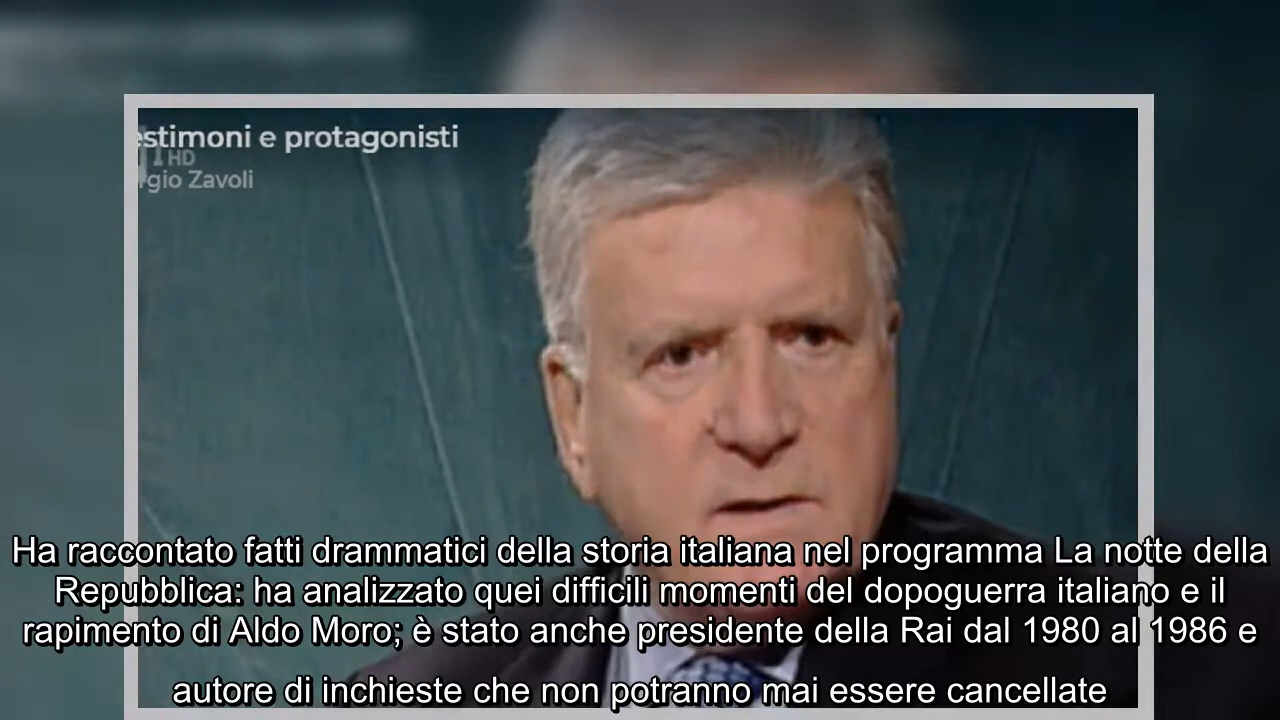 estimoni e protagonisti
HD
rgio Zavoli
Ha raccontato fatti drammatici della storia italiana nel programma La notte della
Repubblica: ha analizzato quei difficili momenti del dopoguerra italiano e il
rapimento di Aldo Moro; è stato anche presidente della Rai dal 1980 al 1986 e
autore di inchieste che non potranno mai essere cancellate